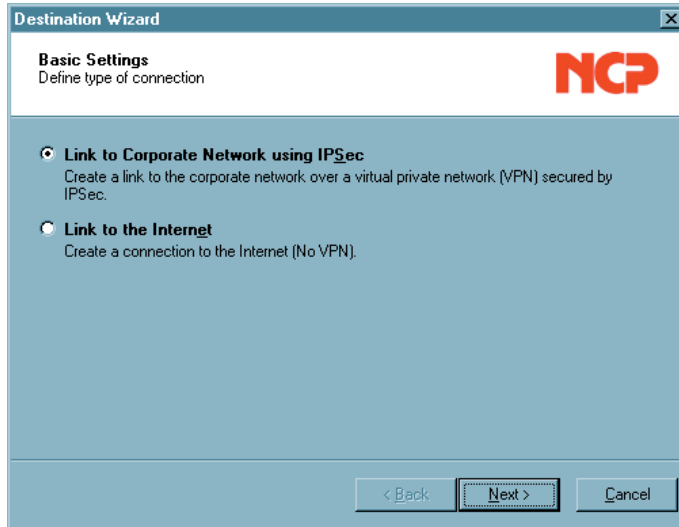 Destination Wizard
Basic Settings
Define type of connection
NCP
Link to Corporate Network using IPSec
Create a link to the corporate network over a virtual private network (VPN) secured by
IPSec.
Link to the Internet
Create a connection to the Internet (No VPN).
< Back
Next >
Cancel